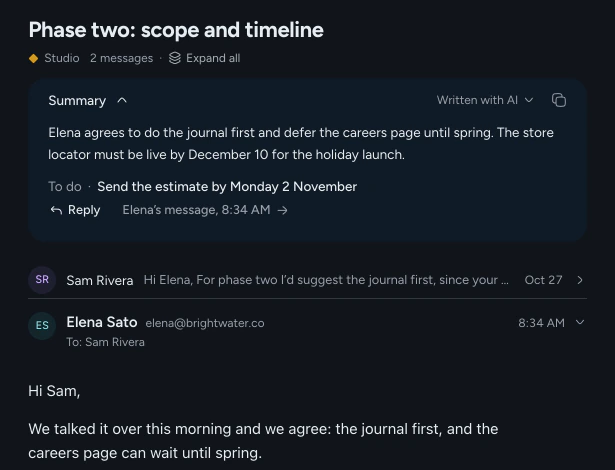 Phase two: scope and timeline
Studio 2 messages · Expand all
Summary Written with AI
Elena agrees to do the journal first and defer the careers page until spring. The store
locator must be live by December 10 for the holiday launch.
To do · Send the estimate by Monday 2 November
Reply Elena’s message, 8:34 AM →
SR Sam Rivera Hi Elena, For phase two I’d suggest the journal first, since your ... Oct 27
ES Elena Sato elena@brightwater.co 8:34 AM
To: Sam Rivera
Hi Sam,
We talked it over this morning and we agree: the journal first, and the
careers page can wait until spring.